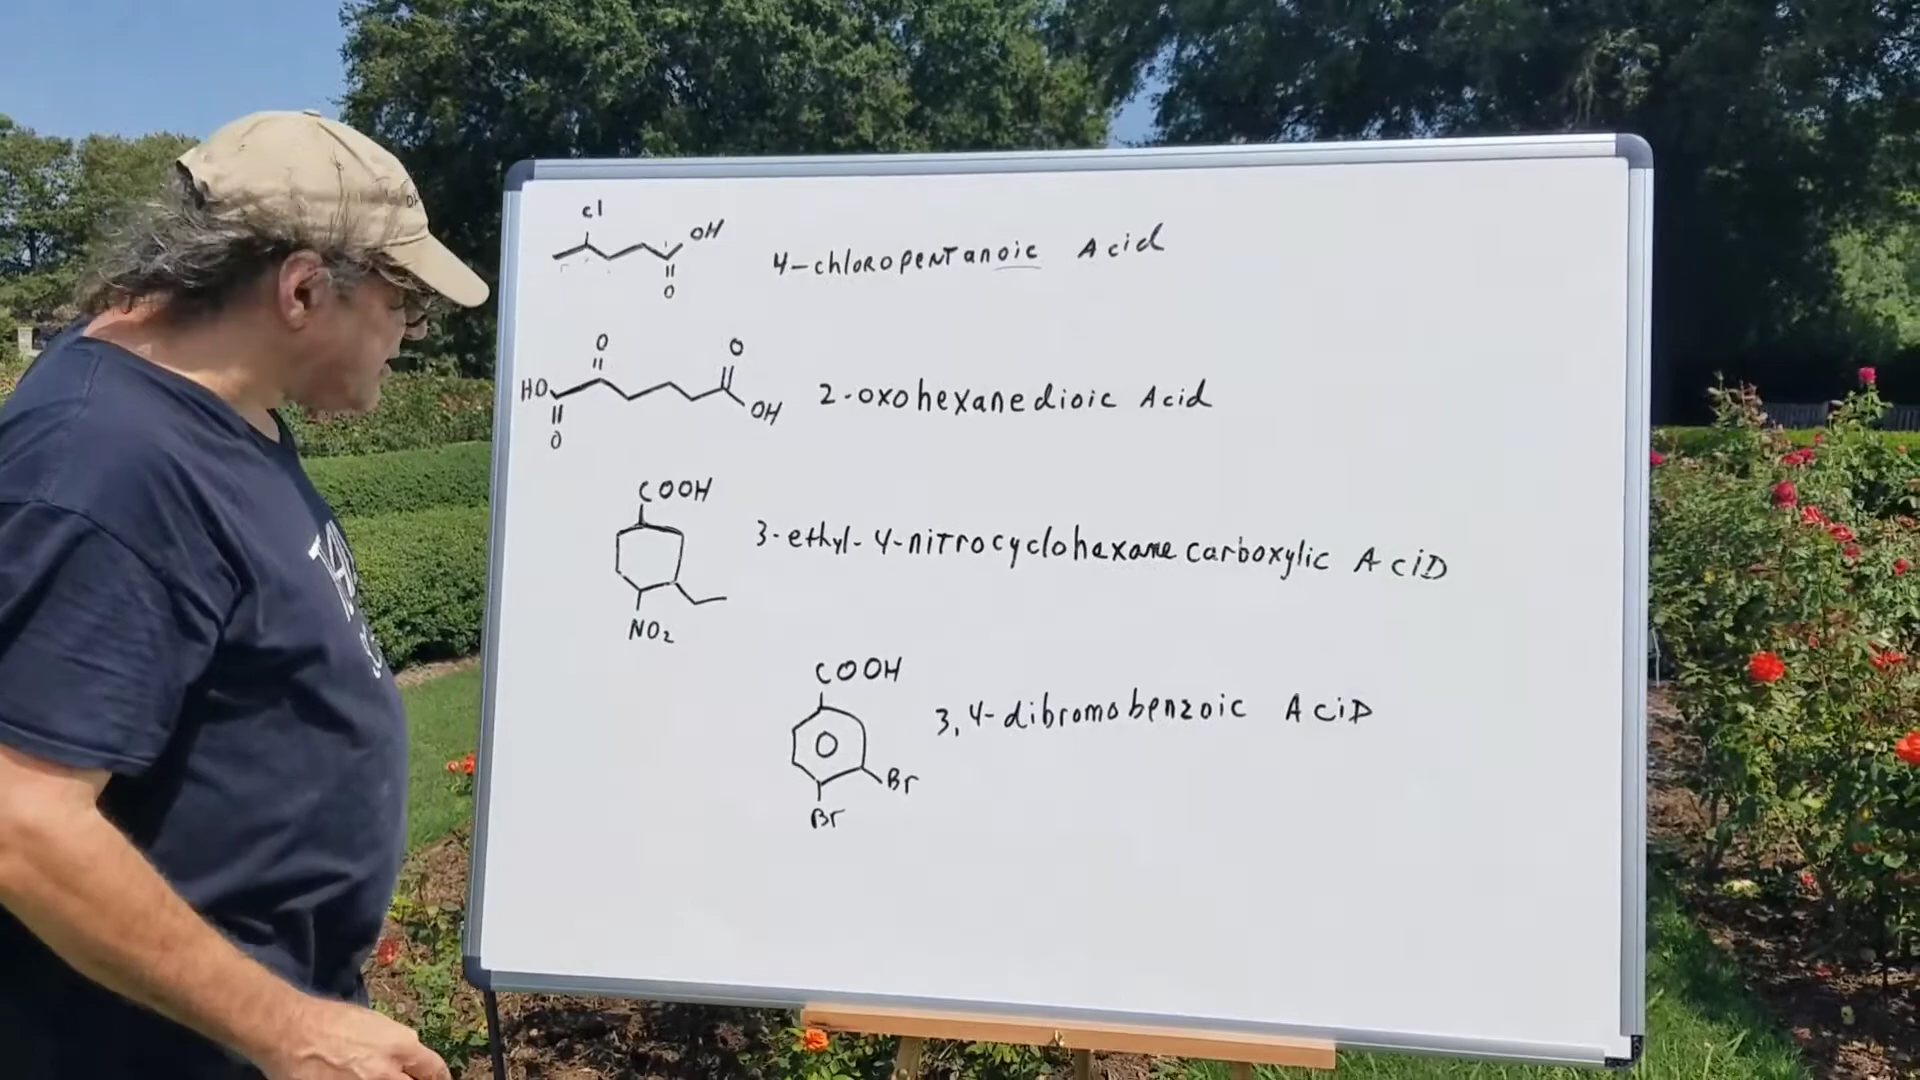 Cl
OH
O
4-chloropentanoic Acid
O
O
HO
OH
O
2-oxohexanedioic Acid
COOH
NO2
3-ethyl-4-nitrocyclohexane carboxylic AciD
COOH
Br
Br
3,4-dibromobenzoic AciD